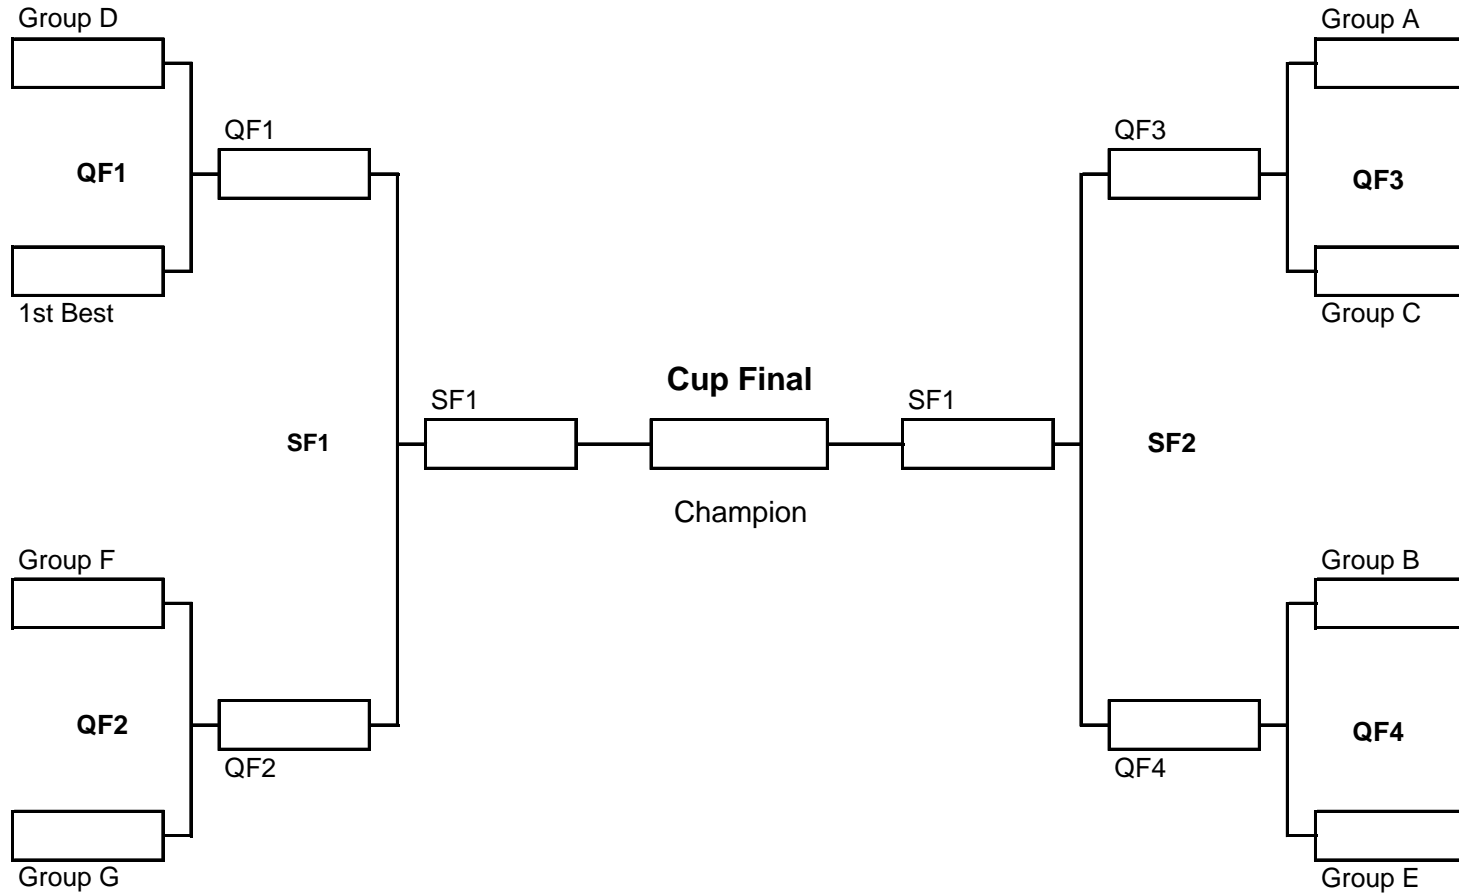 Group D
Group A
QF1
QF3
QF1
QF3
1st Best
Group C
Cup Final
SF1
SF1
SF1
SF2
Champion
Group F
Group B
QF2
QF4
QF2
QF4
Group G
Group E